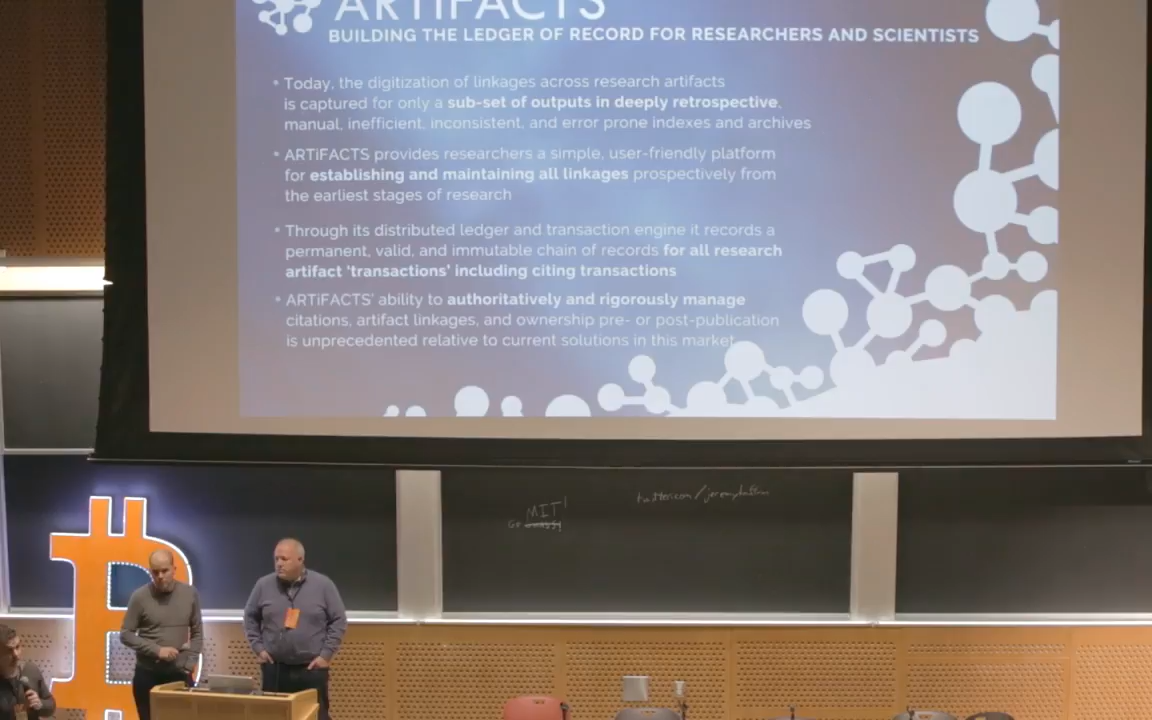 ARTiFACTS
BUILDING THE LEDGER OF RECORD FOR RESEARCHERS AND SCIENTISTS
• Today, the digitization of linkages across research artifacts
is captured for only a sub-set of outputs in deeply retrospective,
manual, inefficient, inconsistent, and error prone indexes and archives
• ARTiFACTS provides researchers a simple, user-friendly platform
for establishing and maintaining all linkages prospectively from
the earliest stages of research
• Through its distributed ledger and transaction engine it records a
permanent, valid, and immutable chain of records for all research
artifact 'transactions' including citing transactions
• ARTiFACTS' ability to authoritatively and rigorously manage
citations, artifact linkages, and ownership pre- or post-publication
is unprecedented relative to current solutions in this market
MIT!
Go